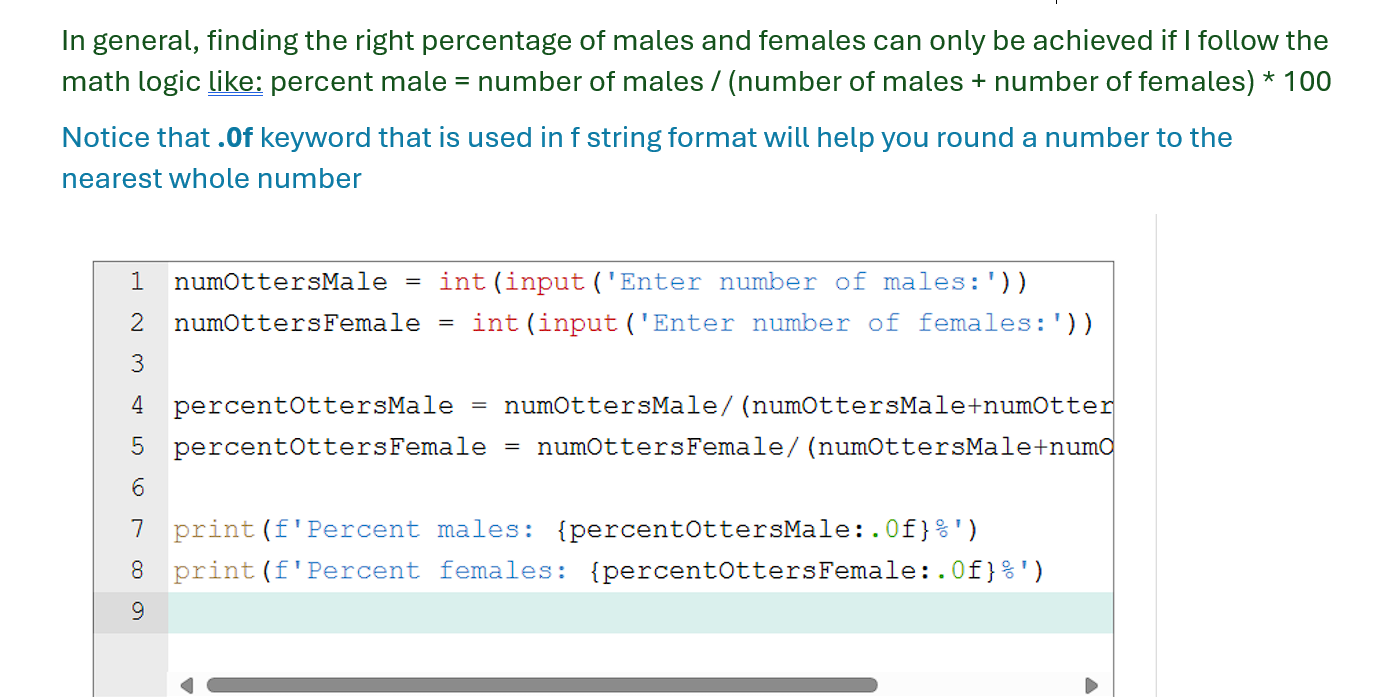 In general, finding the right percentage of males and females can only be achieved if I follow the
math logic like: percent male = number of males / (number of males + number of females) * 100
Notice that .0f keyword that is used in f string format will help you round a number to the
nearest whole number
1 numOttersMale = int(input('Enter number of males:'))
2 numOttersFemale = int(input('Enter number of females:'))
3
4 percentOttersMale = numOttersMale/(numOttersMale+numOtter
5 percentOttersFemale = numOttersFemale/(numOttersMale+numO
6
7 print(f'Percent males: {percentOttersMale:.0f}%')
8 print(f'Percent females: {percentOttersFemale:.0f}%')
9